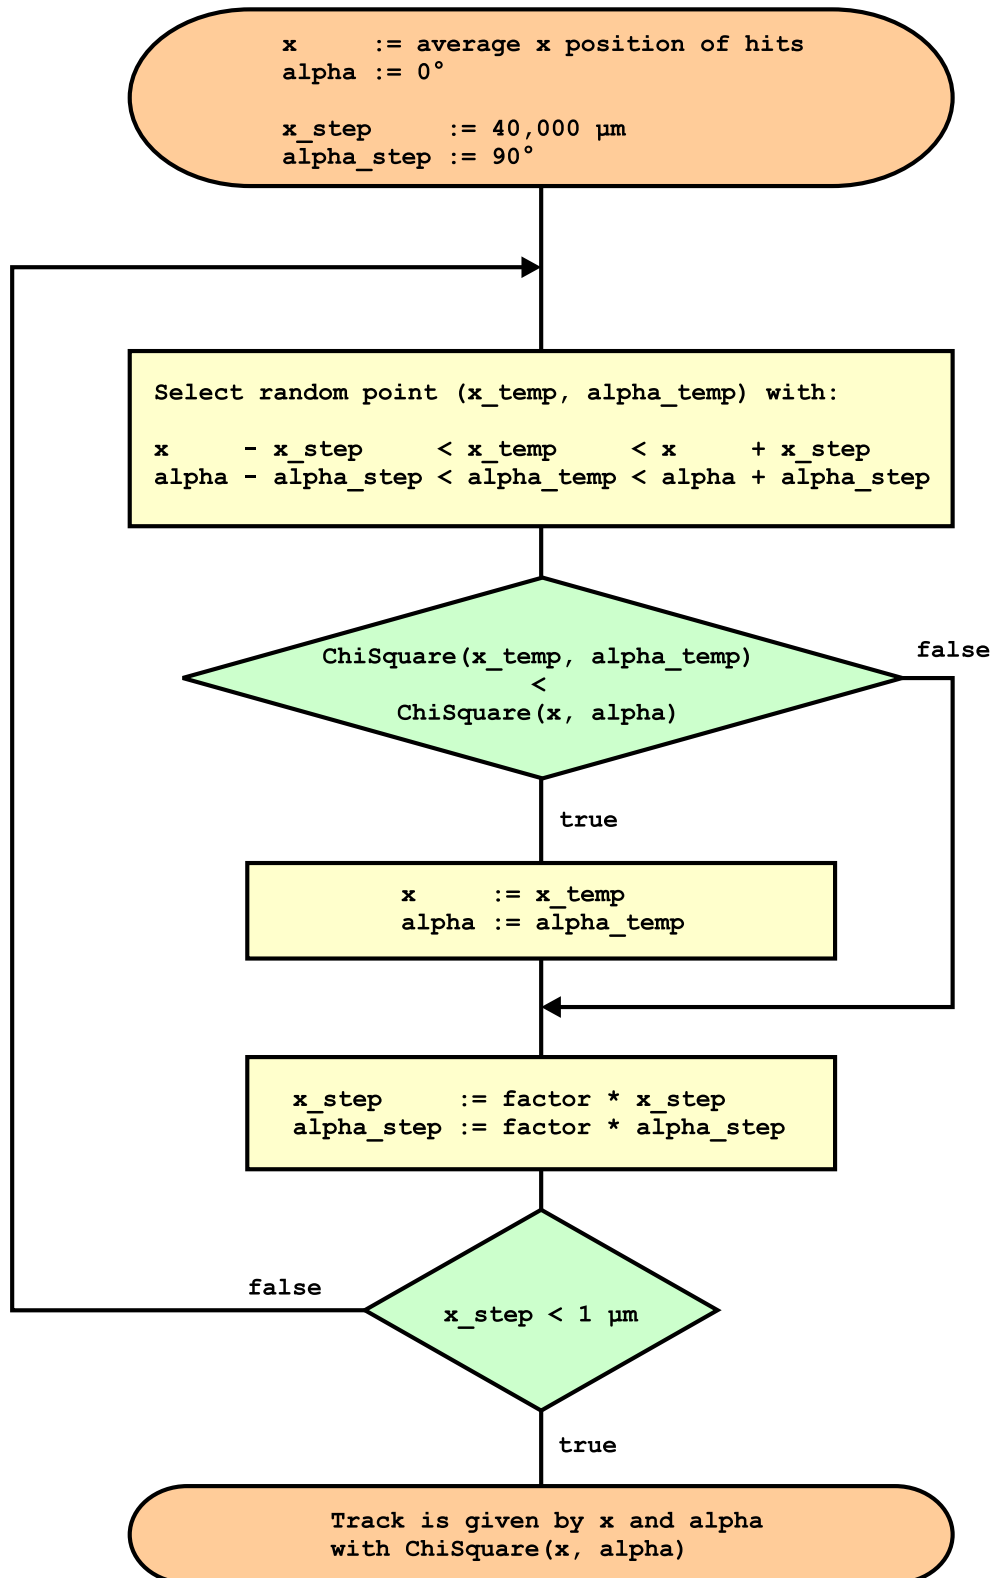 x     := average x position of hits
alpha := 0°
x_step     := 40,000 µm
alpha_step := 90°
Select random point (x_temp, alpha_temp) with:
x     - x_step     < x_temp     < x     + x_step
alpha - alpha_step < alpha_temp < alpha + alpha_step
false
ChiSquare(x_temp, alpha_temp)
<
ChiSquare(x, alpha)
true
x     := x_temp
alpha := alpha_temp
x_step     := factor * x_step
alpha_step := factor * alpha_step
false
x_step < 1 µm
true
Track is given by x and alpha
with ChiSquare(x, alpha)